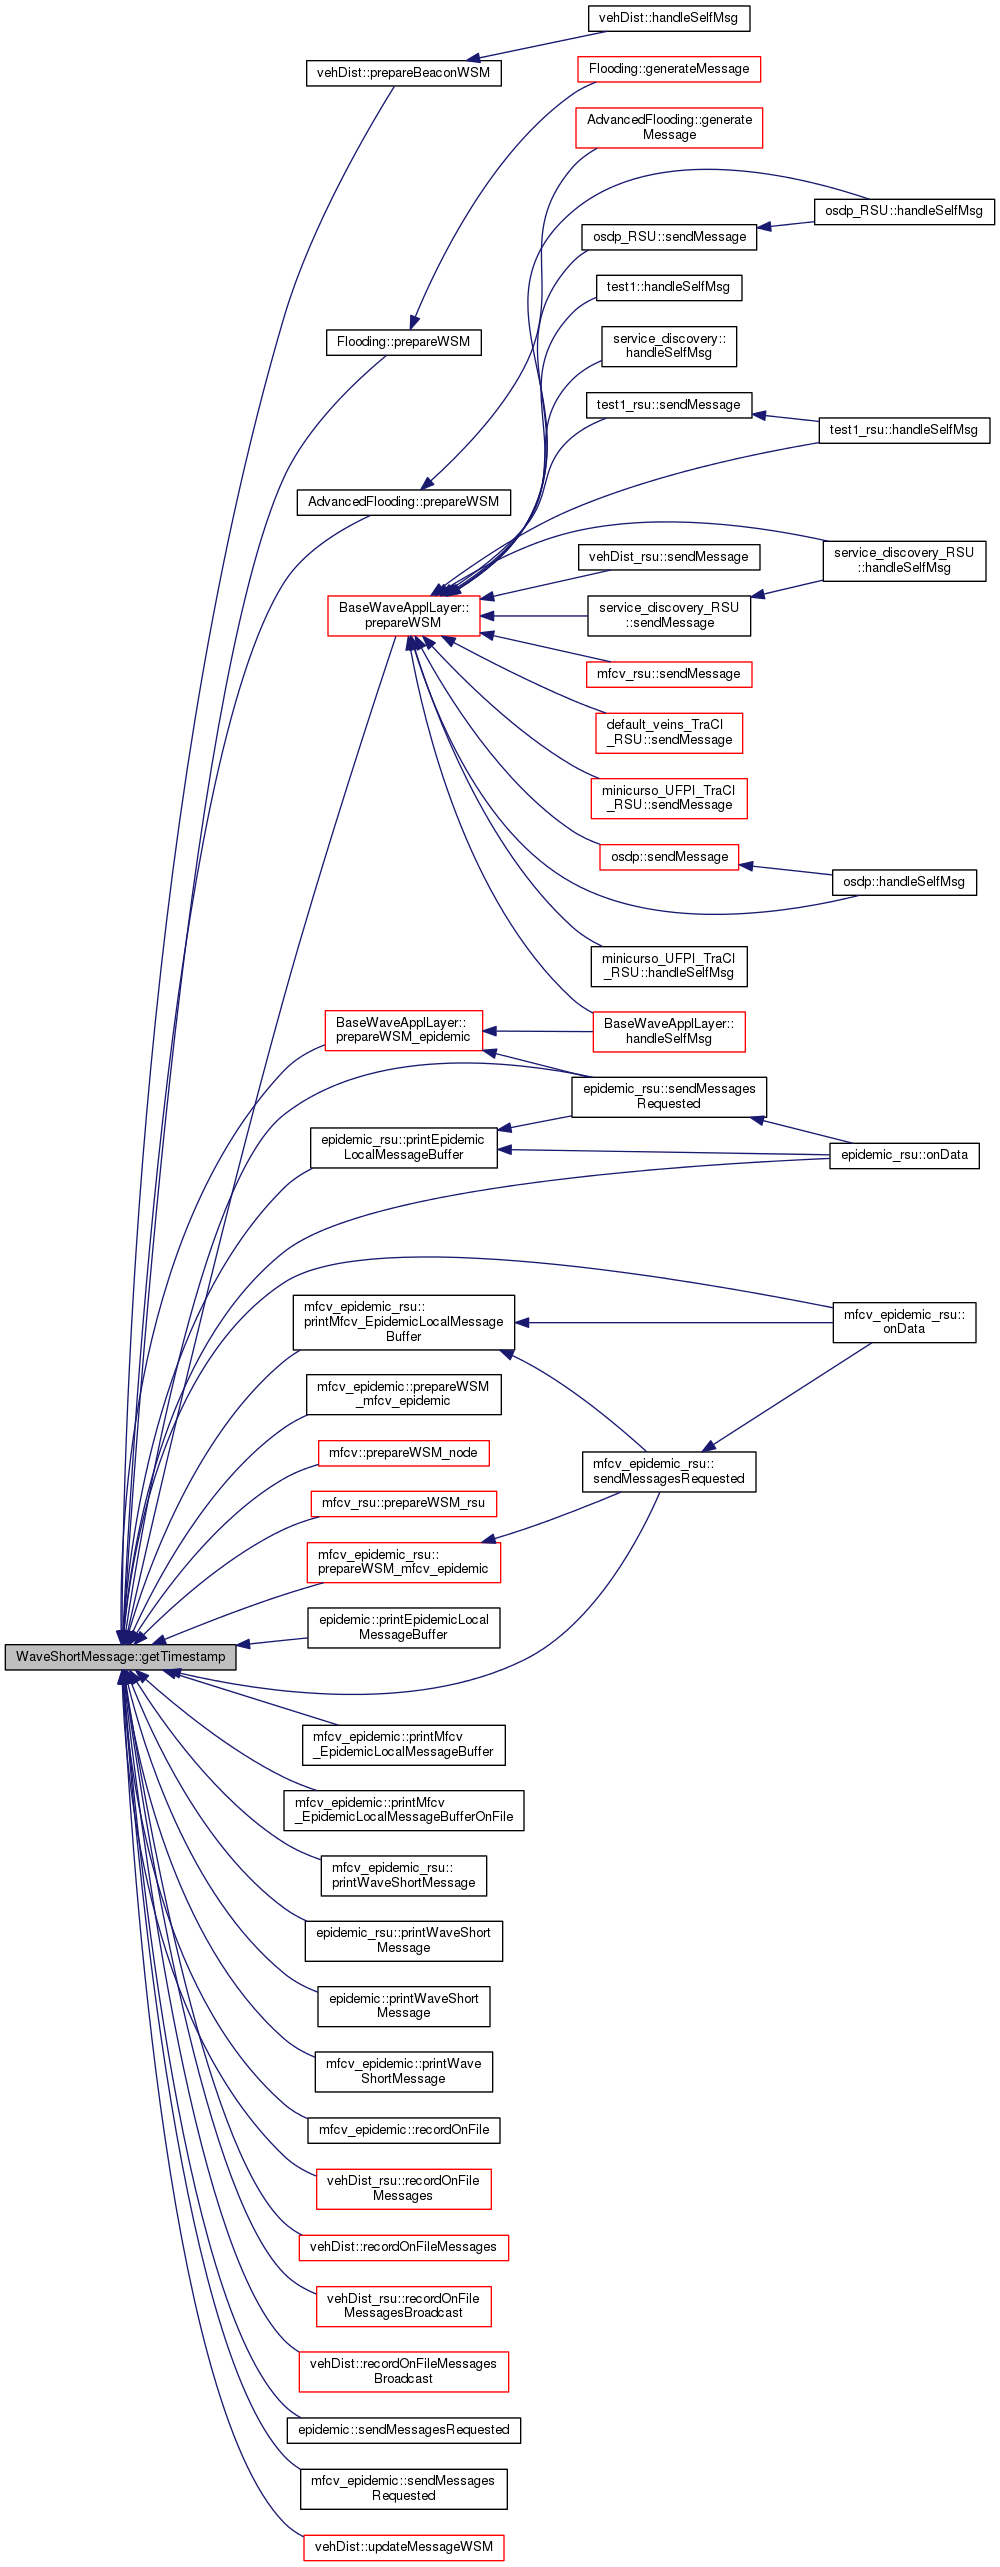 vehDist::handleSelfMsg
vehDist::prepareBeaconWSM
Flooding::generateMessage
AdvancedFlooding::generate
Message
osdp_RSU::handleSelfMsg
osdp_RSU::sendMessage
test1::handleSelfMsg
Flooding::prepareWSM
service_discovery::
handleSelfMsg
test1_rsu::sendMessage
test1_rsu::handleSelfMsg
AdvancedFlooding::prepareWSM
vehDist_rsu::sendMessage
service_discovery_RSU
::handleSelfMsg
BaseWaveApplLayer::
prepareWSM
service_discovery_RSU
::sendMessage
mfcv_rsu::sendMessage
default_veins_TraCI
_RSU::sendMessage
minicurso_UFPI_TraCI
_RSU::sendMessage
osdp::sendMessage
osdp::handleSelfMsg
minicurso_UFPI_TraCI
_RSU::handleSelfMsg
BaseWaveApplLayer::
prepareWSM_epidemic
BaseWaveApplLayer::
handleSelfMsg
epidemic_rsu::sendMessages
Requested
epidemic_rsu::printEpidemic
LocalMessageBuffer
epidemic_rsu::onData
mfcv_epidemic_rsu::
printMfcv_EpidemicLocalMessage
Buffer
mfcv_epidemic_rsu::
onData
mfcv_epidemic::prepareWSM
_mfcv_epidemic
mfcv::prepareWSM_node
mfcv_epidemic_rsu::
sendMessagesRequested
mfcv_rsu::prepareWSM_rsu
mfcv_epidemic_rsu::
prepareWSM_mfcv_epidemic
epidemic::printEpidemicLocal
MessageBuffer
WaveShortMessage::getTimestamp
mfcv_epidemic::printMfcv
_EpidemicLocalMessageBuffer
mfcv_epidemic::printMfcv
_EpidemicLocalMessageBufferOnFile
mfcv_epidemic_rsu::
printWaveShortMessage
epidemic_rsu::printWaveShort
Message
epidemic::printWaveShort
Message
mfcv_epidemic::printWave
ShortMessage
mfcv_epidemic::recordOnFile
vehDist_rsu::recordOnFile
Messages
vehDist::recordOnFileMessages
vehDist_rsu::recordOnFile
MessagesBroadcast
vehDist::recordOnFileMessages
Broadcast
epidemic::sendMessagesRequested
mfcv_epidemic::sendMessages
Requested
vehDist::updateMessageWSM